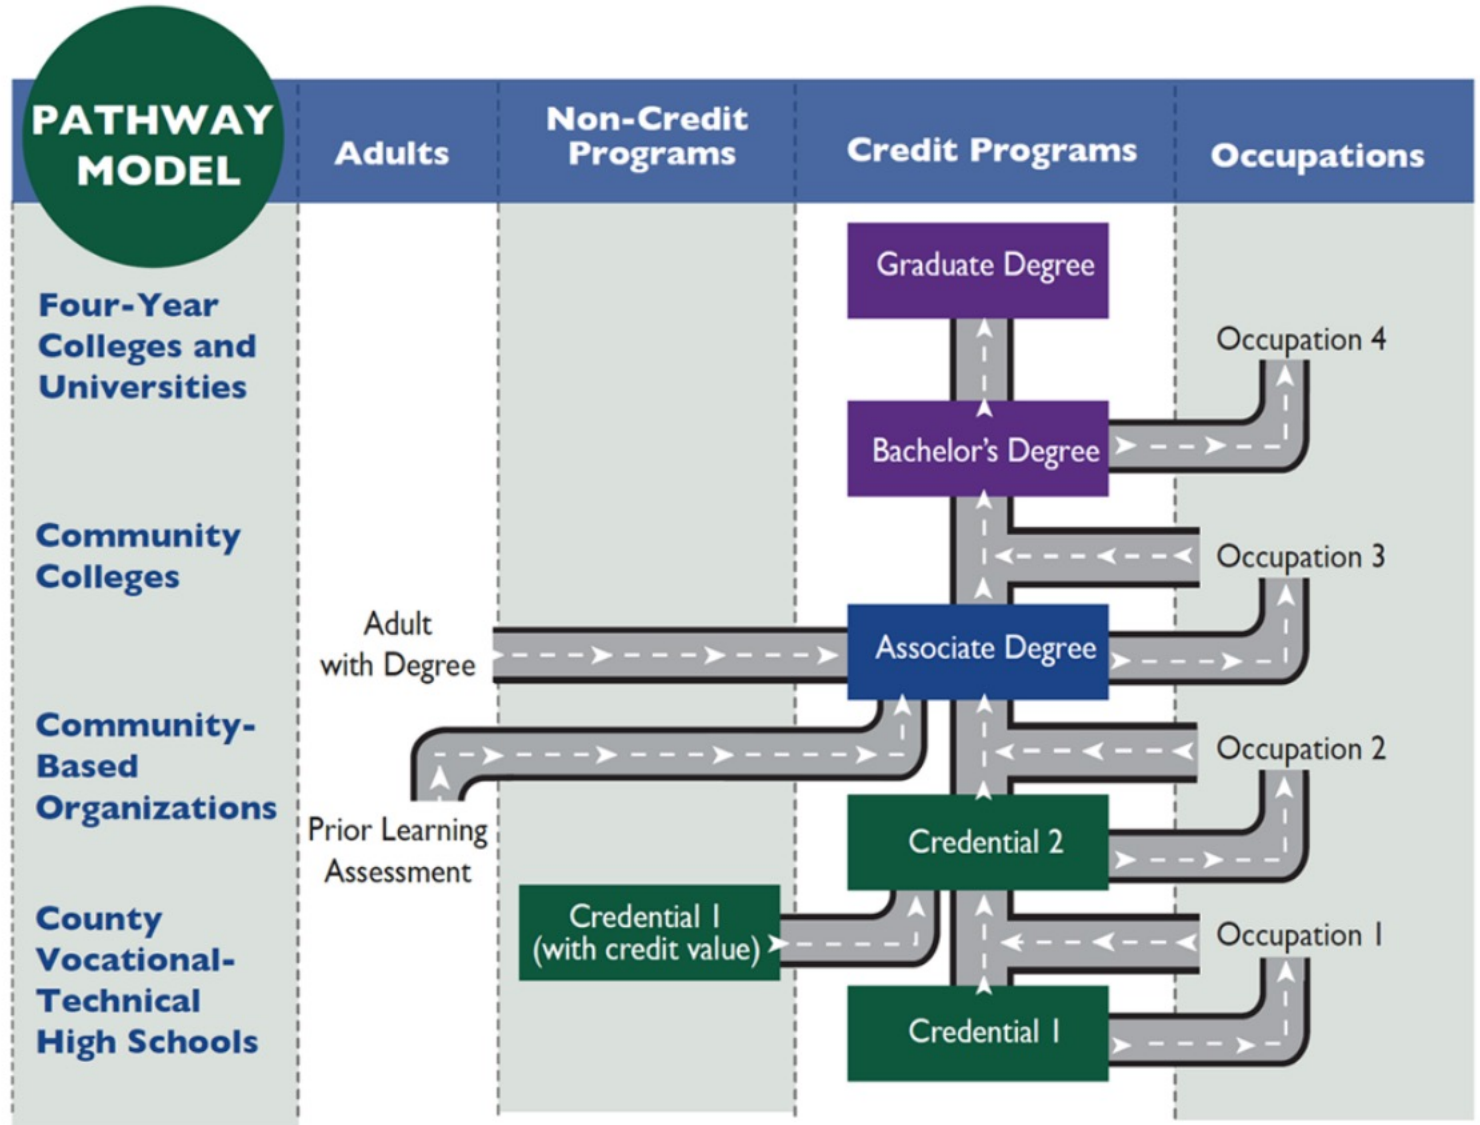 PATHWAY
MODEL
Adults
Non-Credit
Programs
Credit Programs
Occupations
Four-Year
Colleges and
Universities
Community
Colleges
Community-
Based
Organizations
County
Vocational-
Technical
High Schools
Adult
with Degree
Prior Learning
Assessment
Credential 1
(with credit value)
Graduate Degree
Bachelor's Degree
Associate Degree
Credential 2
Credential 1
Occupation 4
Occupation 3
Occupation 2
Occupation 1